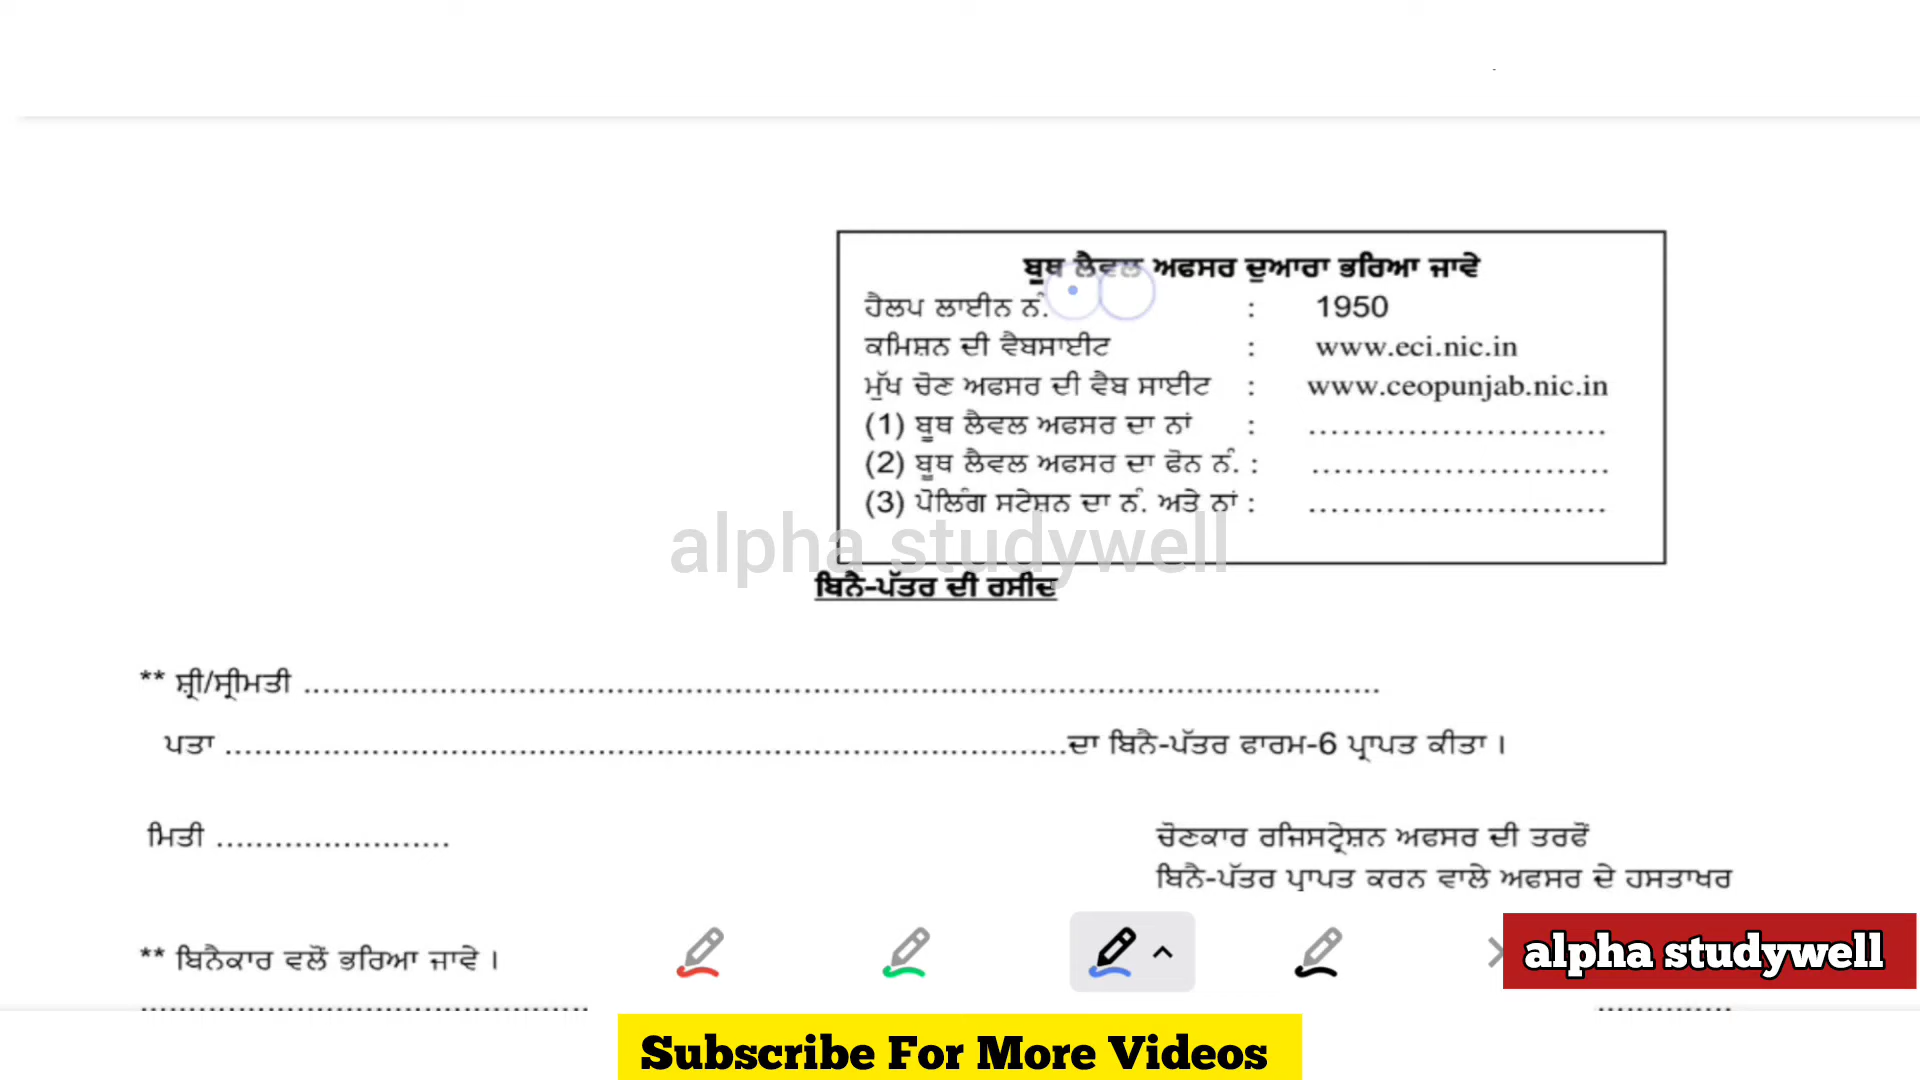 ਬੂਥ ਲੈਵਲ ਅਫਸਰ ਦੁਆਰਾ ਭਰਿਆ ਜਾਵੇ
ਹੈਲਪ ਲਾਈਨ ਨੰ. : 1950
ਕਮਿਸ਼ਨ ਦੀ ਵੈਬਸਾਈਟ : www.eci.nic.in
ਮੁੱਖ ਚੋਣ ਅਫਸਰ ਦੀ ਵੈਬ ਸਾਈਟ : www.ceopunjab.nic.in
(1) ਬੂਥ ਲੈਵਲ ਅਫਸਰ ਦਾ ਨਾਂ : ...........................
(2) ਬੂਥ ਲੈਵਲ ਅਫਸਰ ਦਾ ਫੋਨ ਨੰ. : ...........................
(3) ਪੋਲਿੰਗ ਸਟੇਸ਼ਨ ਦਾ ਨੰ. ਅਤੇ ਨਾਂ : ...........................
alpha studywell
ਬਿਨੈ-ਪੱਤਰ ਦੀ ਰਸੀਦ
** ਸ਼੍ਰੀ/ਸ਼੍ਰੀਮਤੀ ..............................................................................................................
ਪਤਾ ......................................................................................ਦਾ ਬਿਨੈ-ਪੱਤਰ ਫਾਰਮ-6 ਪ੍ਰਾਪਤ ਕੀਤਾ ।
ਮਿਤੀ ........................
ਚੋਣਕਾਰ ਰਜਿਸਟ੍ਰੇਸ਼ਨ ਅਫਸਰ ਦੀ ਤਰਫੋਂ
ਬਿਨੈ-ਪੱਤਰ ਪ੍ਰਾਪਤ ਕਰਨ ਵਾਲੇ ਅਫਸਰ ਦੇ ਹਸਤਾਖਰ
** ਬਿਨੈਕਾਰ ਵਲੋਂ ਭਰਿਆ ਜਾਵੇ ।
alpha studywell
Subscribe For More Videos